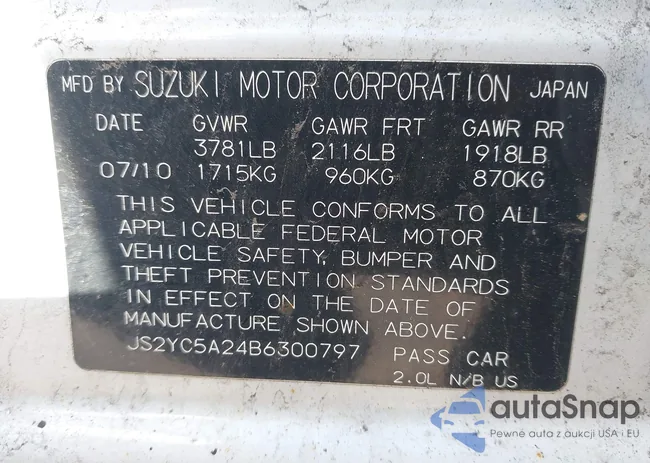 MFD BY SUZUKI MOTOR CORPORATION JAPAN
DATE GVWR GAWR FRT GAWR RR
3781LB 2116LB 1918LB
07/10 1715KG 960KG 870KG
THIS VEHICLE CONFORMS TO ALL
APPLICABLE FEDERAL MOTOR
VEHICLE SAFETY, BUMPER AND
THEFT PREVENTION STANDARDS
IN EFFECT ON THE DATE OF
MANUFACTURE SHOWN ABOVE.
JS2YC5A24B6300797 PASS CAR
2.0L N/B US
autaSnap
Pewne auta z aukcji USA i EU